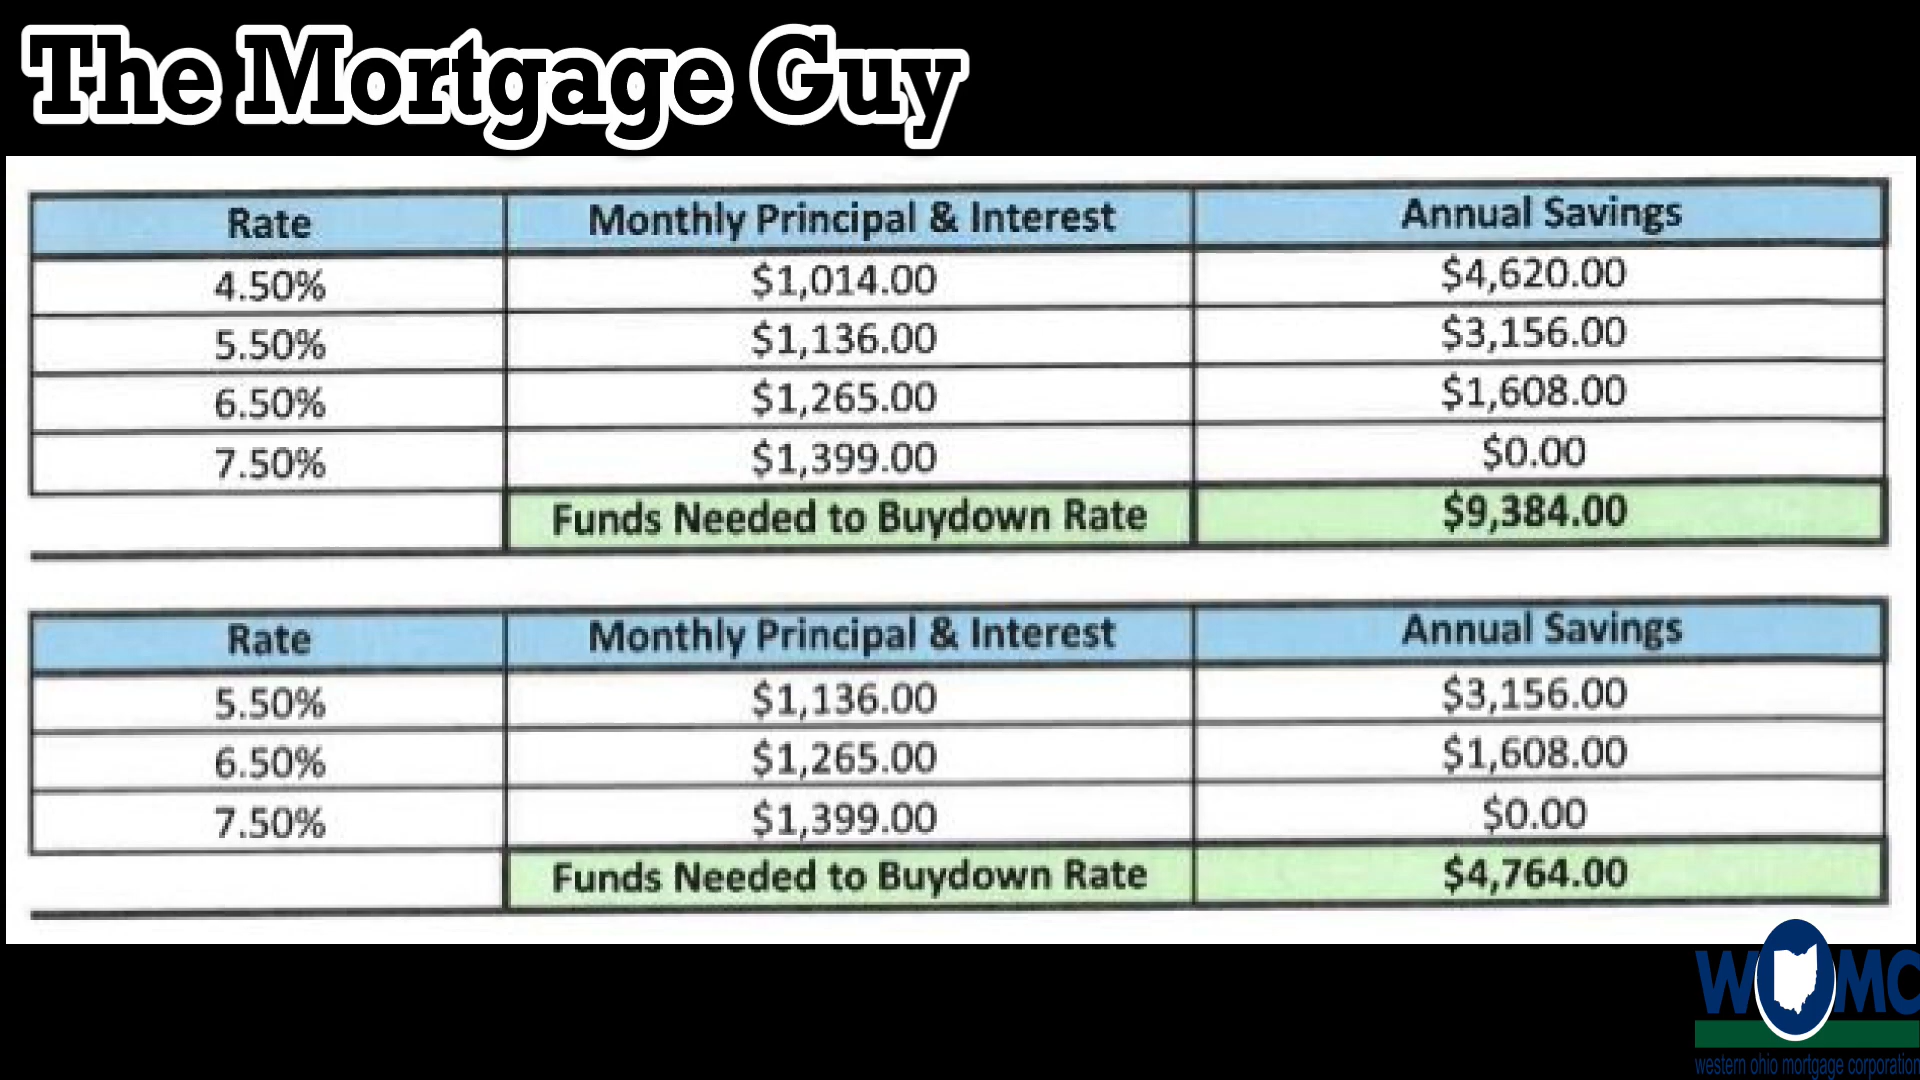 The Mortgage Guy
Rate Monthly Principal & Interest Annual Savings
4.50% $1,014.00 $4,620.00
5.50% $1,136.00 $3,156.00
6.50% $1,265.00 $1,608.00
7.50% $1,399.00 $0.00
Funds Needed to Buydown Rate $9,384.00
Rate Monthly Principal & Interest Annual Savings
5.50% $1,136.00 $3,156.00
6.50% $1,265.00 $1,608.00
7.50% $1,399.00 $0.00
Funds Needed to Buydown Rate $4,764.00
WOMC
western ohio mortgage corporation